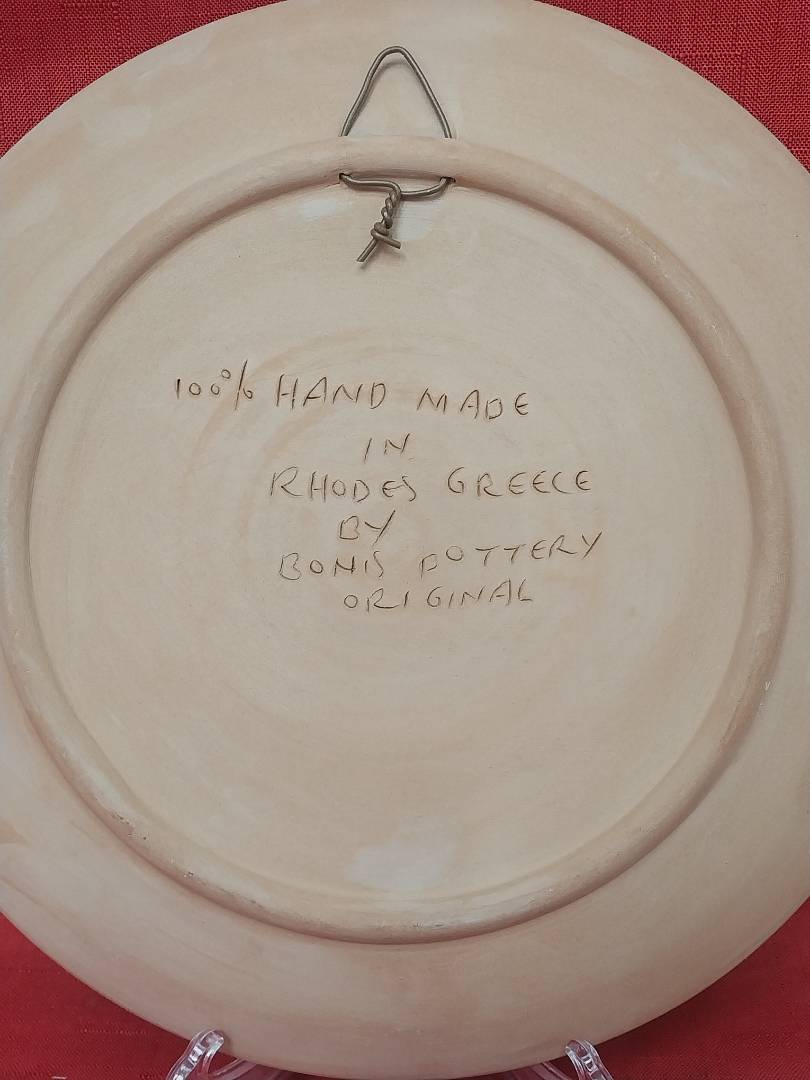 100% HAND MADE
IN
RHODES GREECE
BY
BONIS POTTERY
ORIGINAL